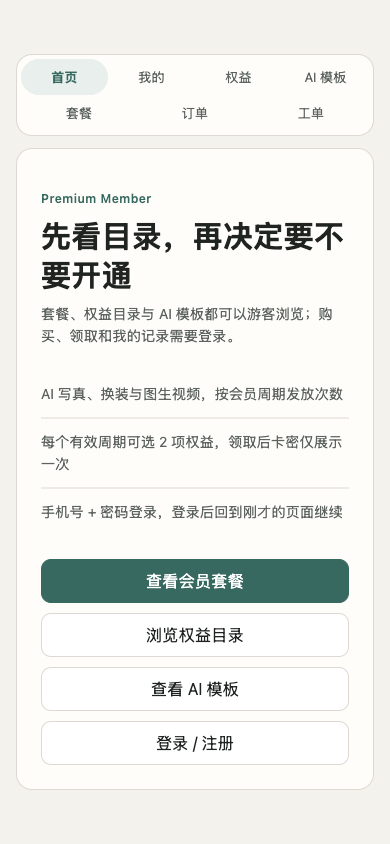 首页 我的 权益 AI 模板
套餐 订单 工单
Premium Member
先看目录，再决定要不
要开通
套餐、权益目录与 AI 模板都可以游客浏览；购
买、领取和我的记录需要登录。
AI 写真、换装与图生视频，按会员周期发放次数
每个有效周期可选 2 项权益，领取后卡密仅展示
一次
手机号 + 密码登录，登录后回到刚才的页面继续
查看会员套餐
浏览权益目录
查看 AI 模板
登录 / 注册